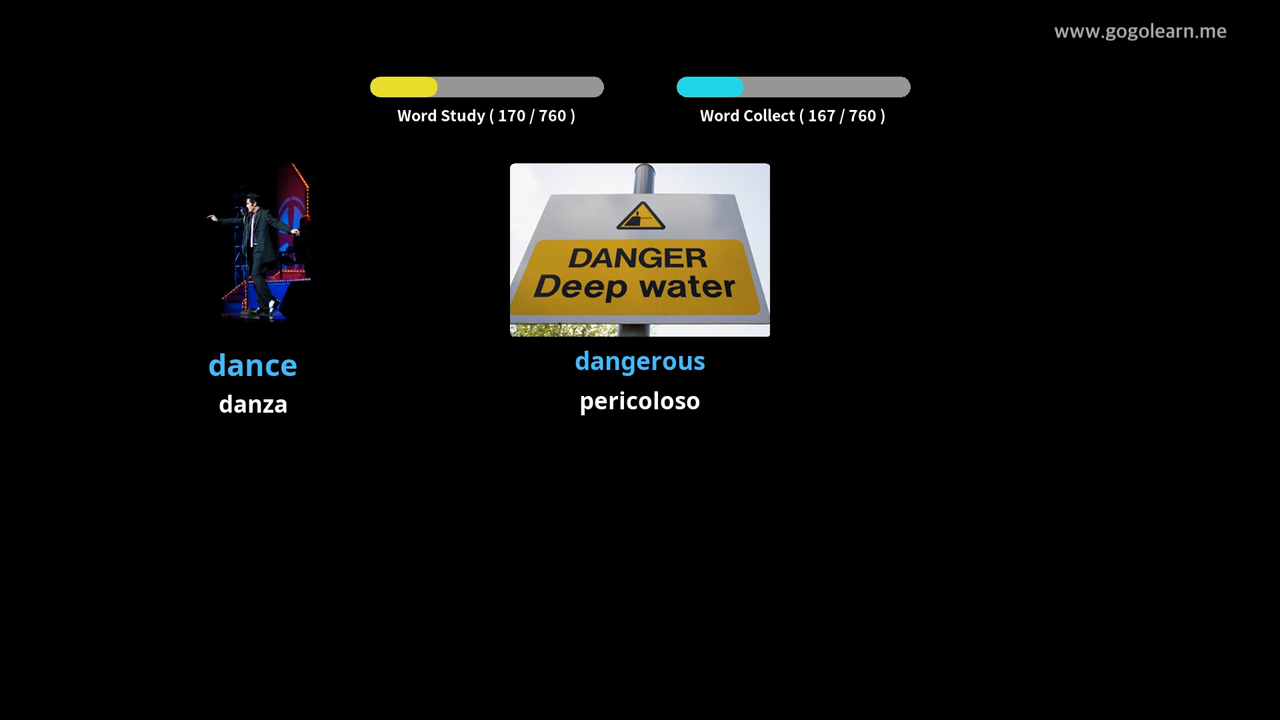 www.gogolearn.me
Word Study ( 170 / 760 )
Word Collect ( 167 / 760 )
DANGER
Deep water
dance
danza
dangerous
pericoloso